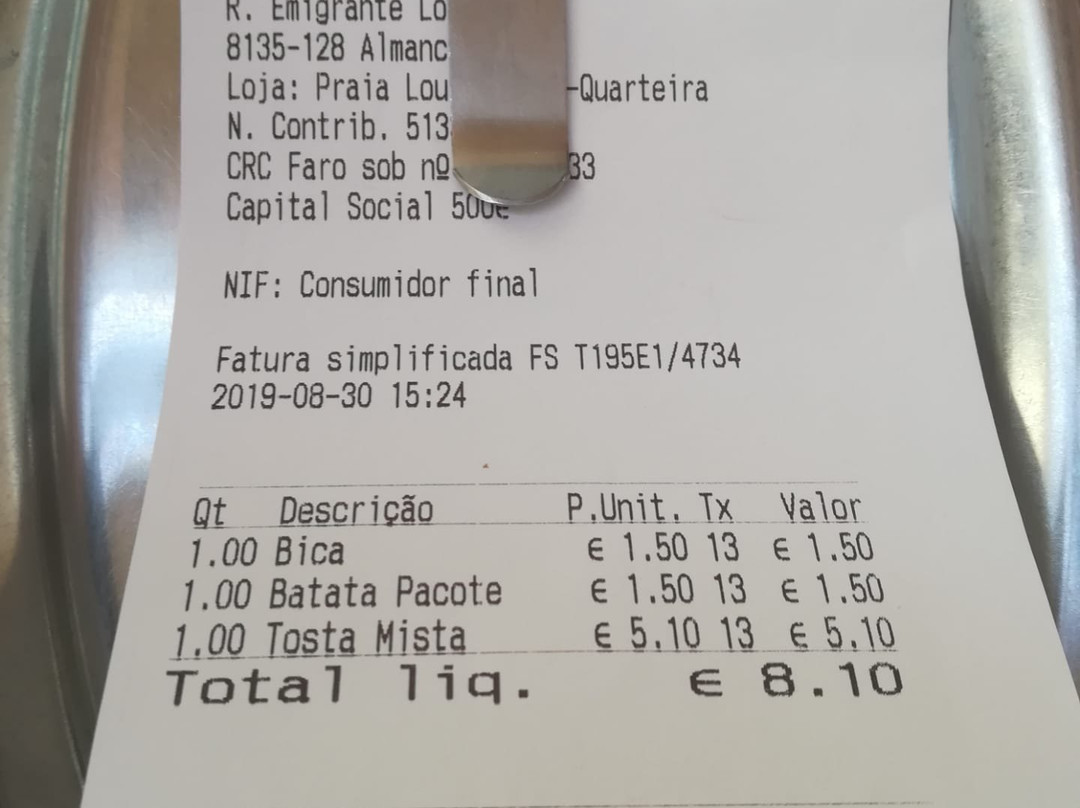 R. Emigrante
8135-128
Loja: Praia -Quarteira
N. Contrib. 513
CRC Faro sob nº 33
Capital Social 500€
NIF: Consumidor final
Fatura simplificada FS T195E1/4734
2019-08-30 15:24
Qt Descrição P.Unit. Tx Valor
1.00 Bica € 1.50 13 € 1.50
1.00 Batata Pacote € 1.50 13 € 1.50
1.00 Tosta Mista € 5.10 13 € 5.10
Total liq. € 8.10